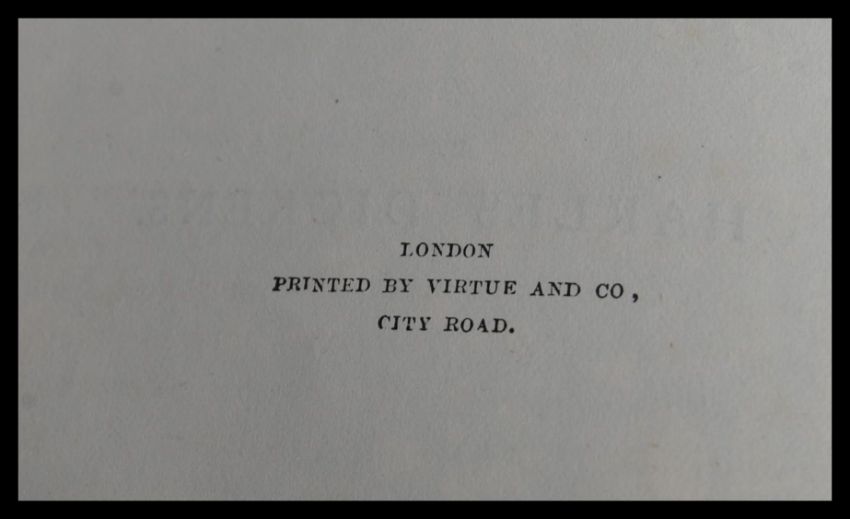 LONDON
PRINTED BY VIRTUE AND CO,
CITY ROAD.